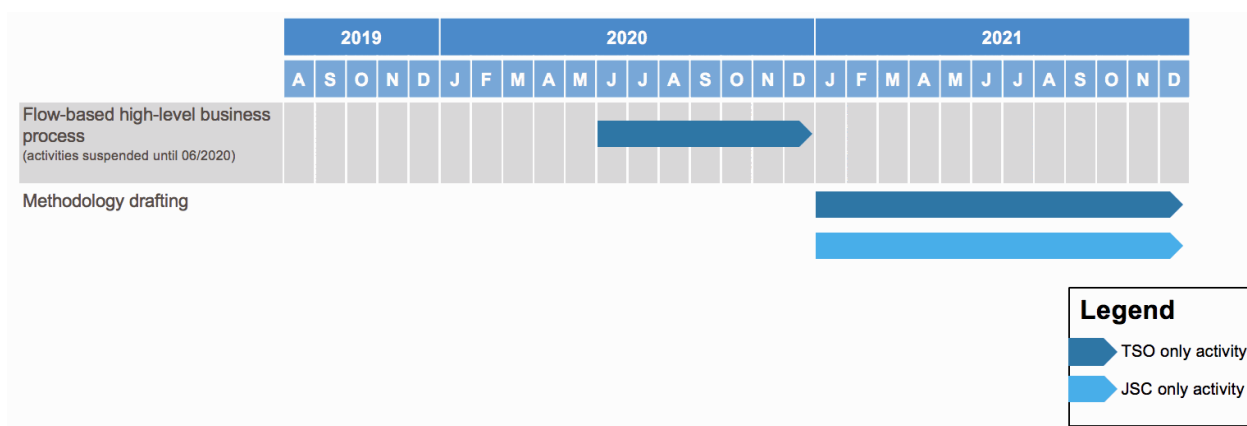 2019 2020 2021
A S O N D J F M A M J J A S O N D J F M A M J J A S O N D
Flow-based high-level business
process
(activities suspended until 06/2020)
Methodology drafting
Legend
TSO only activity
JSC only activity